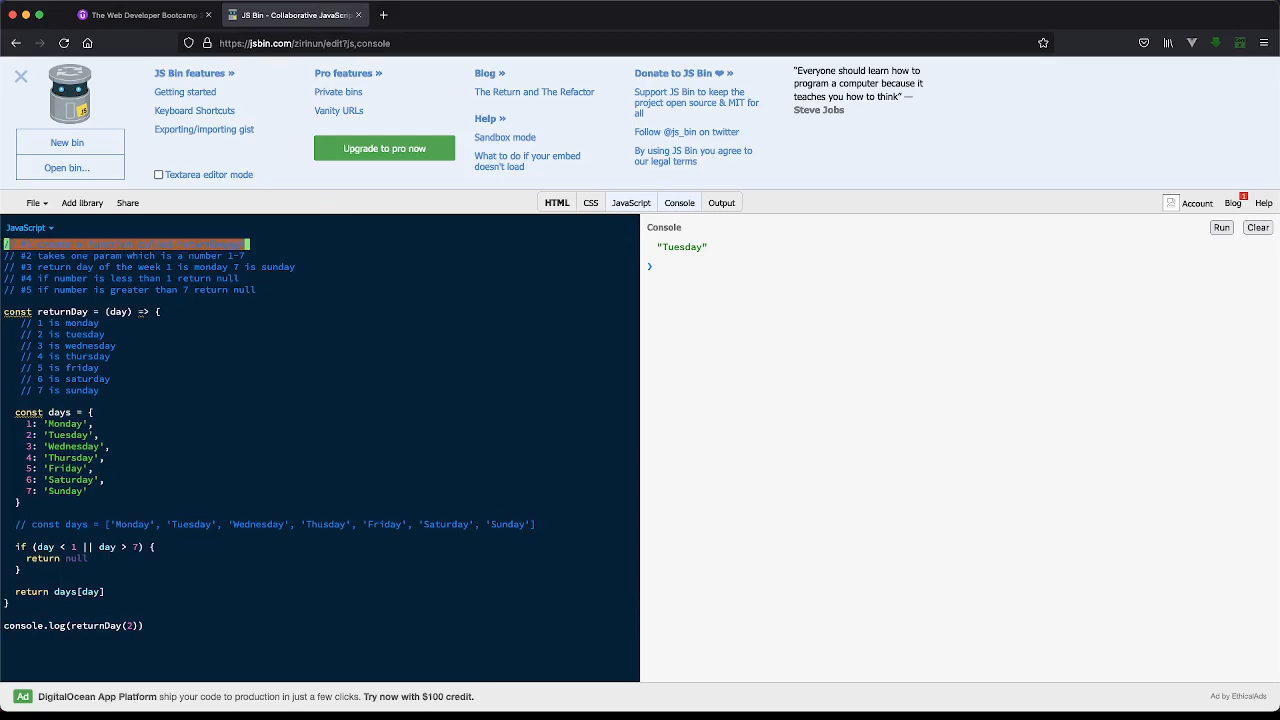 The Web Developer Bootcamp
JS Bin - Collaborative JavaScrip
https://jsbin.com/zirinun/edit?js,console
JS Bin features »
Getting started
Keyboard Shortcuts
Exporting/importing gist
Textarea editor mode
New bin
Open bin...
Pro features »
Private bins
Vanity URLs
Upgrade to pro now
Blog »
The Return and The Refactor
Help »
Sandbox mode
What to do if your embed
doesn't load
Donate to JS Bin ❤ »
Support JS Bin to keep the
project open source & MIT for
all
Follow @js_bin on twitter
By using JS Bin you agree to
our legal terms
"Everyone should learn how to
program a computer because it
teaches you how to think" —
Steve Jobs
File
Add library
Share
HTML
CSS
JavaScript
Console
Output
Account
Blog
1
Help
JavaScript
// #1 create a function called
// #2 takes one param which is a number 1-7
// #3 return day of the week 1 is monday 7 is sunday
// #4 if number is less than 1 return null
// #5 if number is greater than 7 return null
const returnDay = (day) => {
// 1 is monday
// 2 is tuesday
// 3 is wednesday
// 4 is thursday
// 5 is friday
// 6 is saturday
// 7 is sunday
const days = {
1: 'Monday',
2: 'Tuesday',
3: 'Wednesday',
4: 'Thursday',
5: 'Friday',
6: 'Saturday',
7: 'Sunday'
}
// const days = ['Monday', 'Tuesday', 'Wednesday', 'Thusday', 'Friday', 'Saturday', 'Sunday']
if (day < 1 || day > 7) {
return null
}
return days[day]
}
console.log(returnDay(2))
Console
Run
Clear
"Tuesday"
Ad
DigitalOcean App Platform ship your code to production in just a few clicks. Try now with $100 credit.
Ad by EthicalAds